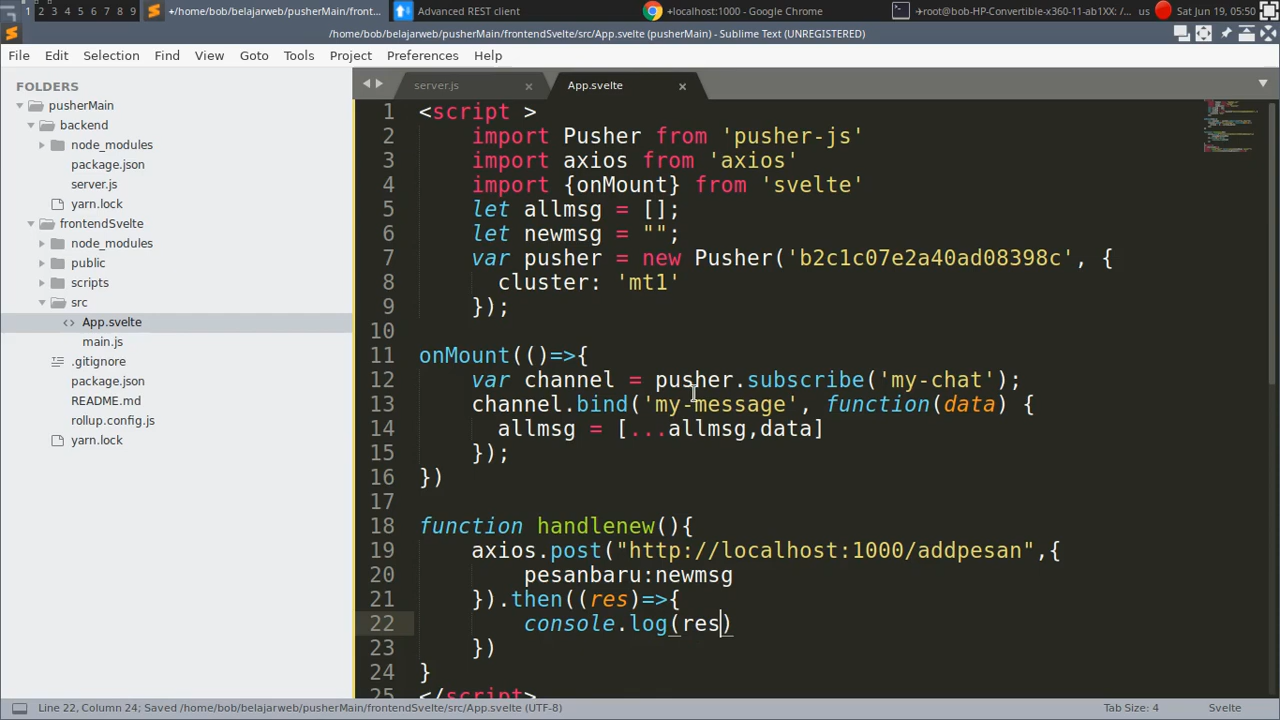 1 2 3 4 5 6 7 8 9 +/home/bob/belajarweb/pusherMain/front... Advanced REST client +localhost:1000 - Google Chrome ✈root@bob-HP-Convertible-x360-11-ab1XX: /... Sat Jun 19, 05:50
/home/bob/belajarweb/pusherMain/frontendSvelte/src/App.svelte (pusherMain) - Sublime Text (UNREGISTERED)
File Edit Selection Find View Goto Tools Project Preferences Help
FOLDERS
pusherMain
backend
node_modules
package.json
server.js
yarn.lock
frontendSvelte
node_modules
public
scripts
src
App.svelte
main.js
.gitignore
package.json
README.md
rollup.config.js
yarn.lock
server.js App.svelte
1 <script >
2 import Pusher from 'pusher-js'
3 import axios from 'axios'
4 import {onMount} from 'svelte'
5 let allmsg = [];
6 let newmsg = "";
7 var pusher = new Pusher('b2c1c07e2a40ad08398c', {
8 cluster: 'mt1'
9 });
10
11 onMount(()=>{
12 var channel = pusher.subscribe('my-chat');
13 channel.bind('my-message', function(data) {
14 allmsg = [...allmsg,data]
15 });
16 })
17
18 function handlenew(){
19 axios.post("http://localhost:1000/addpesan",{
20 pesanbaru:newmsg
21 }).then((res)=>{
22 console.log(res)
23 })
24 }
25 </script>
Line 22, Column 24; Saved /home/bob/belajarweb/pusherMain/frontendSvelte/src/App.svelte (UTF-8) Tab Size: 4 Svelte